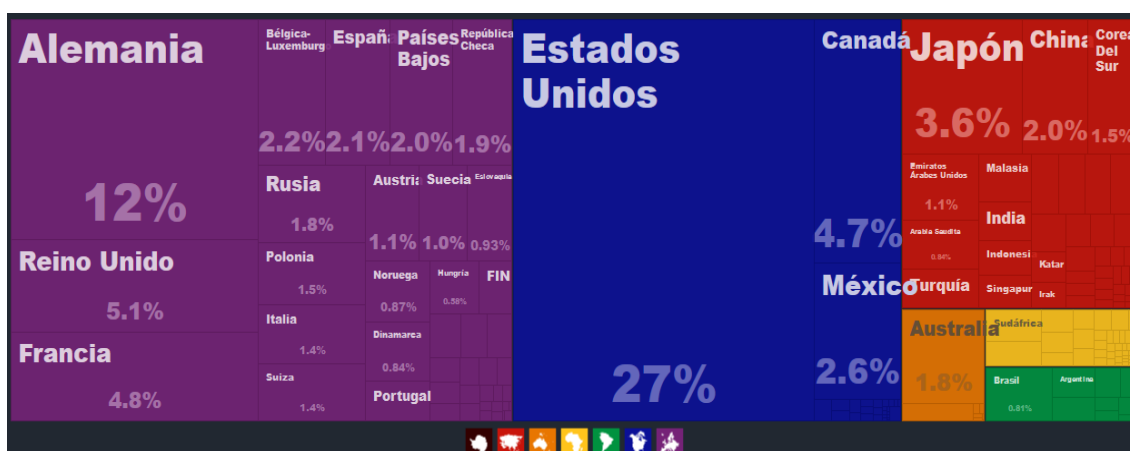 Alemania
12%
Reino Unido
5.1%
Francia
4.8%
Bélgica-
Luxemburg
2.2%
Españ
2.1%
Países
Bajos
2.0%
República
Checa
1.9%
Rusia
1.8%
Polonia
1.5%
Italia
1.4%
Suiza
1.4%
Austri
1.1%
Suecia
1.0%
Eslovaquia
0.93%
Noruega
0.87%
Dinamarca
0.84%
Portugal
Hungría
0.58%
FIN
Estados
Unidos
27%
Canadá
4.7%
México
2.6%
Japón
3.6%
China
2.0%
Corea
Del
Sur
1.5%
Emiratos
Árabes Unidos
1.1%
Arabia Saudita
0.94%
Turquía
Malasia
India
Indonesi
Singapur
Katar
Irak
Australia
1.8%
Sudáfrica
Brasil
0.81%
Argentina